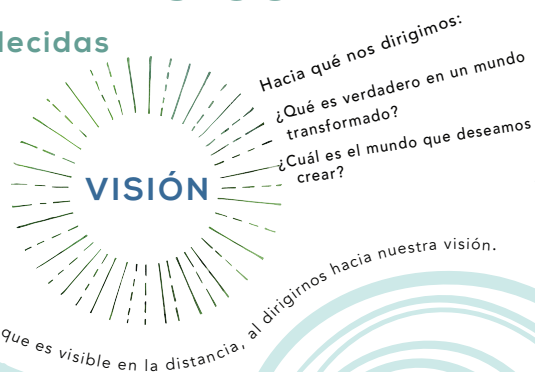 lecidas
Hacia qué nos dirigimos:
¿Qué es verdadero en un mundo
transformado?
¿Cuál es el mundo que deseamos
crear?
VISIÓN
que es visible en la distancia, al dirigirnos hacia nuestra visión.